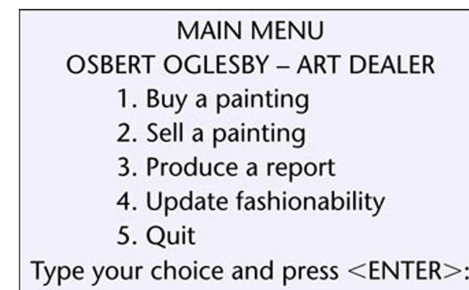 MAIN MENU
OSBERT OGLESBY – ART DEALER
1. Buy a painting
2. Sell a painting
3. Produce a report
4. Update fashionability
5. Quit
Type your choice and press <ENTER>: